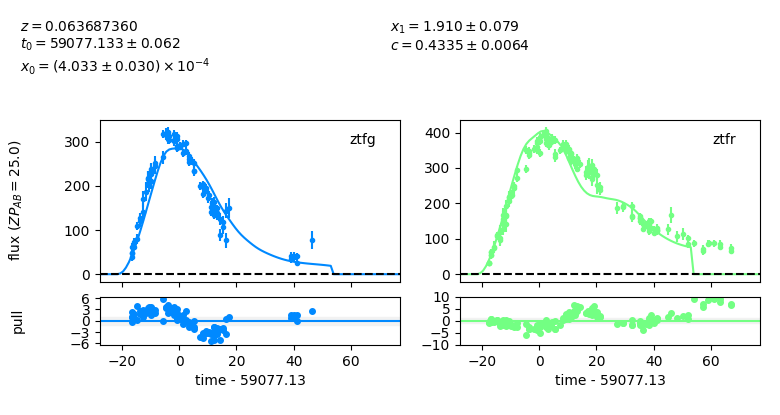 z = 0.063687360
t₀ = 59077.133 ± 0.062
x₀ = (4.033 ± 0.030) × 10⁻⁴
x₁ = 1.910 ± 0.079
c = 0.4335 ± 0.0064
flux (ZP_AB = 25.0)
300
200
100
0
ztfg
400
300
200
100
0
ztfr
pull
6
3
0
−3
−6
−20
0
20
40
60
time - 59077.13
10
5
0
−5
−10
−20
0
20
40
60
time - 59077.13